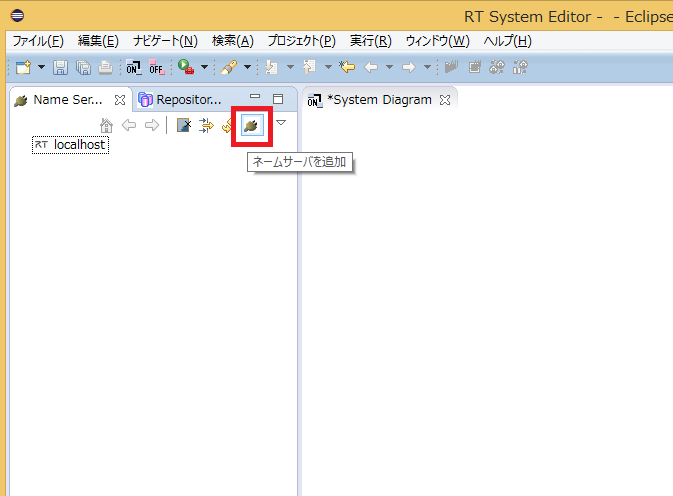 RT System Editor - - Eclipse
ファイル(F) 編集(E) ナビゲート(N) 検索(A) プロジェクト(P) 実行(R) ウィンドウ(W) ヘルプ(H)
ON OFF
Name Ser... Repositor... ON *System Diagram
RT localhost
ネームサーバを追加